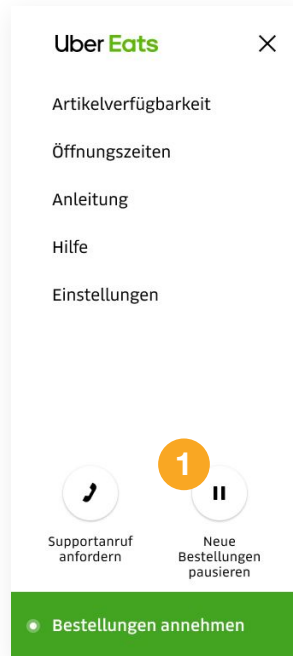 Uber Eats
Artikelverfügbarkeit
Öffnungszeiten
Anleitung
Hilfe
Einstellungen
1
Supportanruf
anfordern
Neue
Bestellungen
pausieren
Bestellungen annehmen